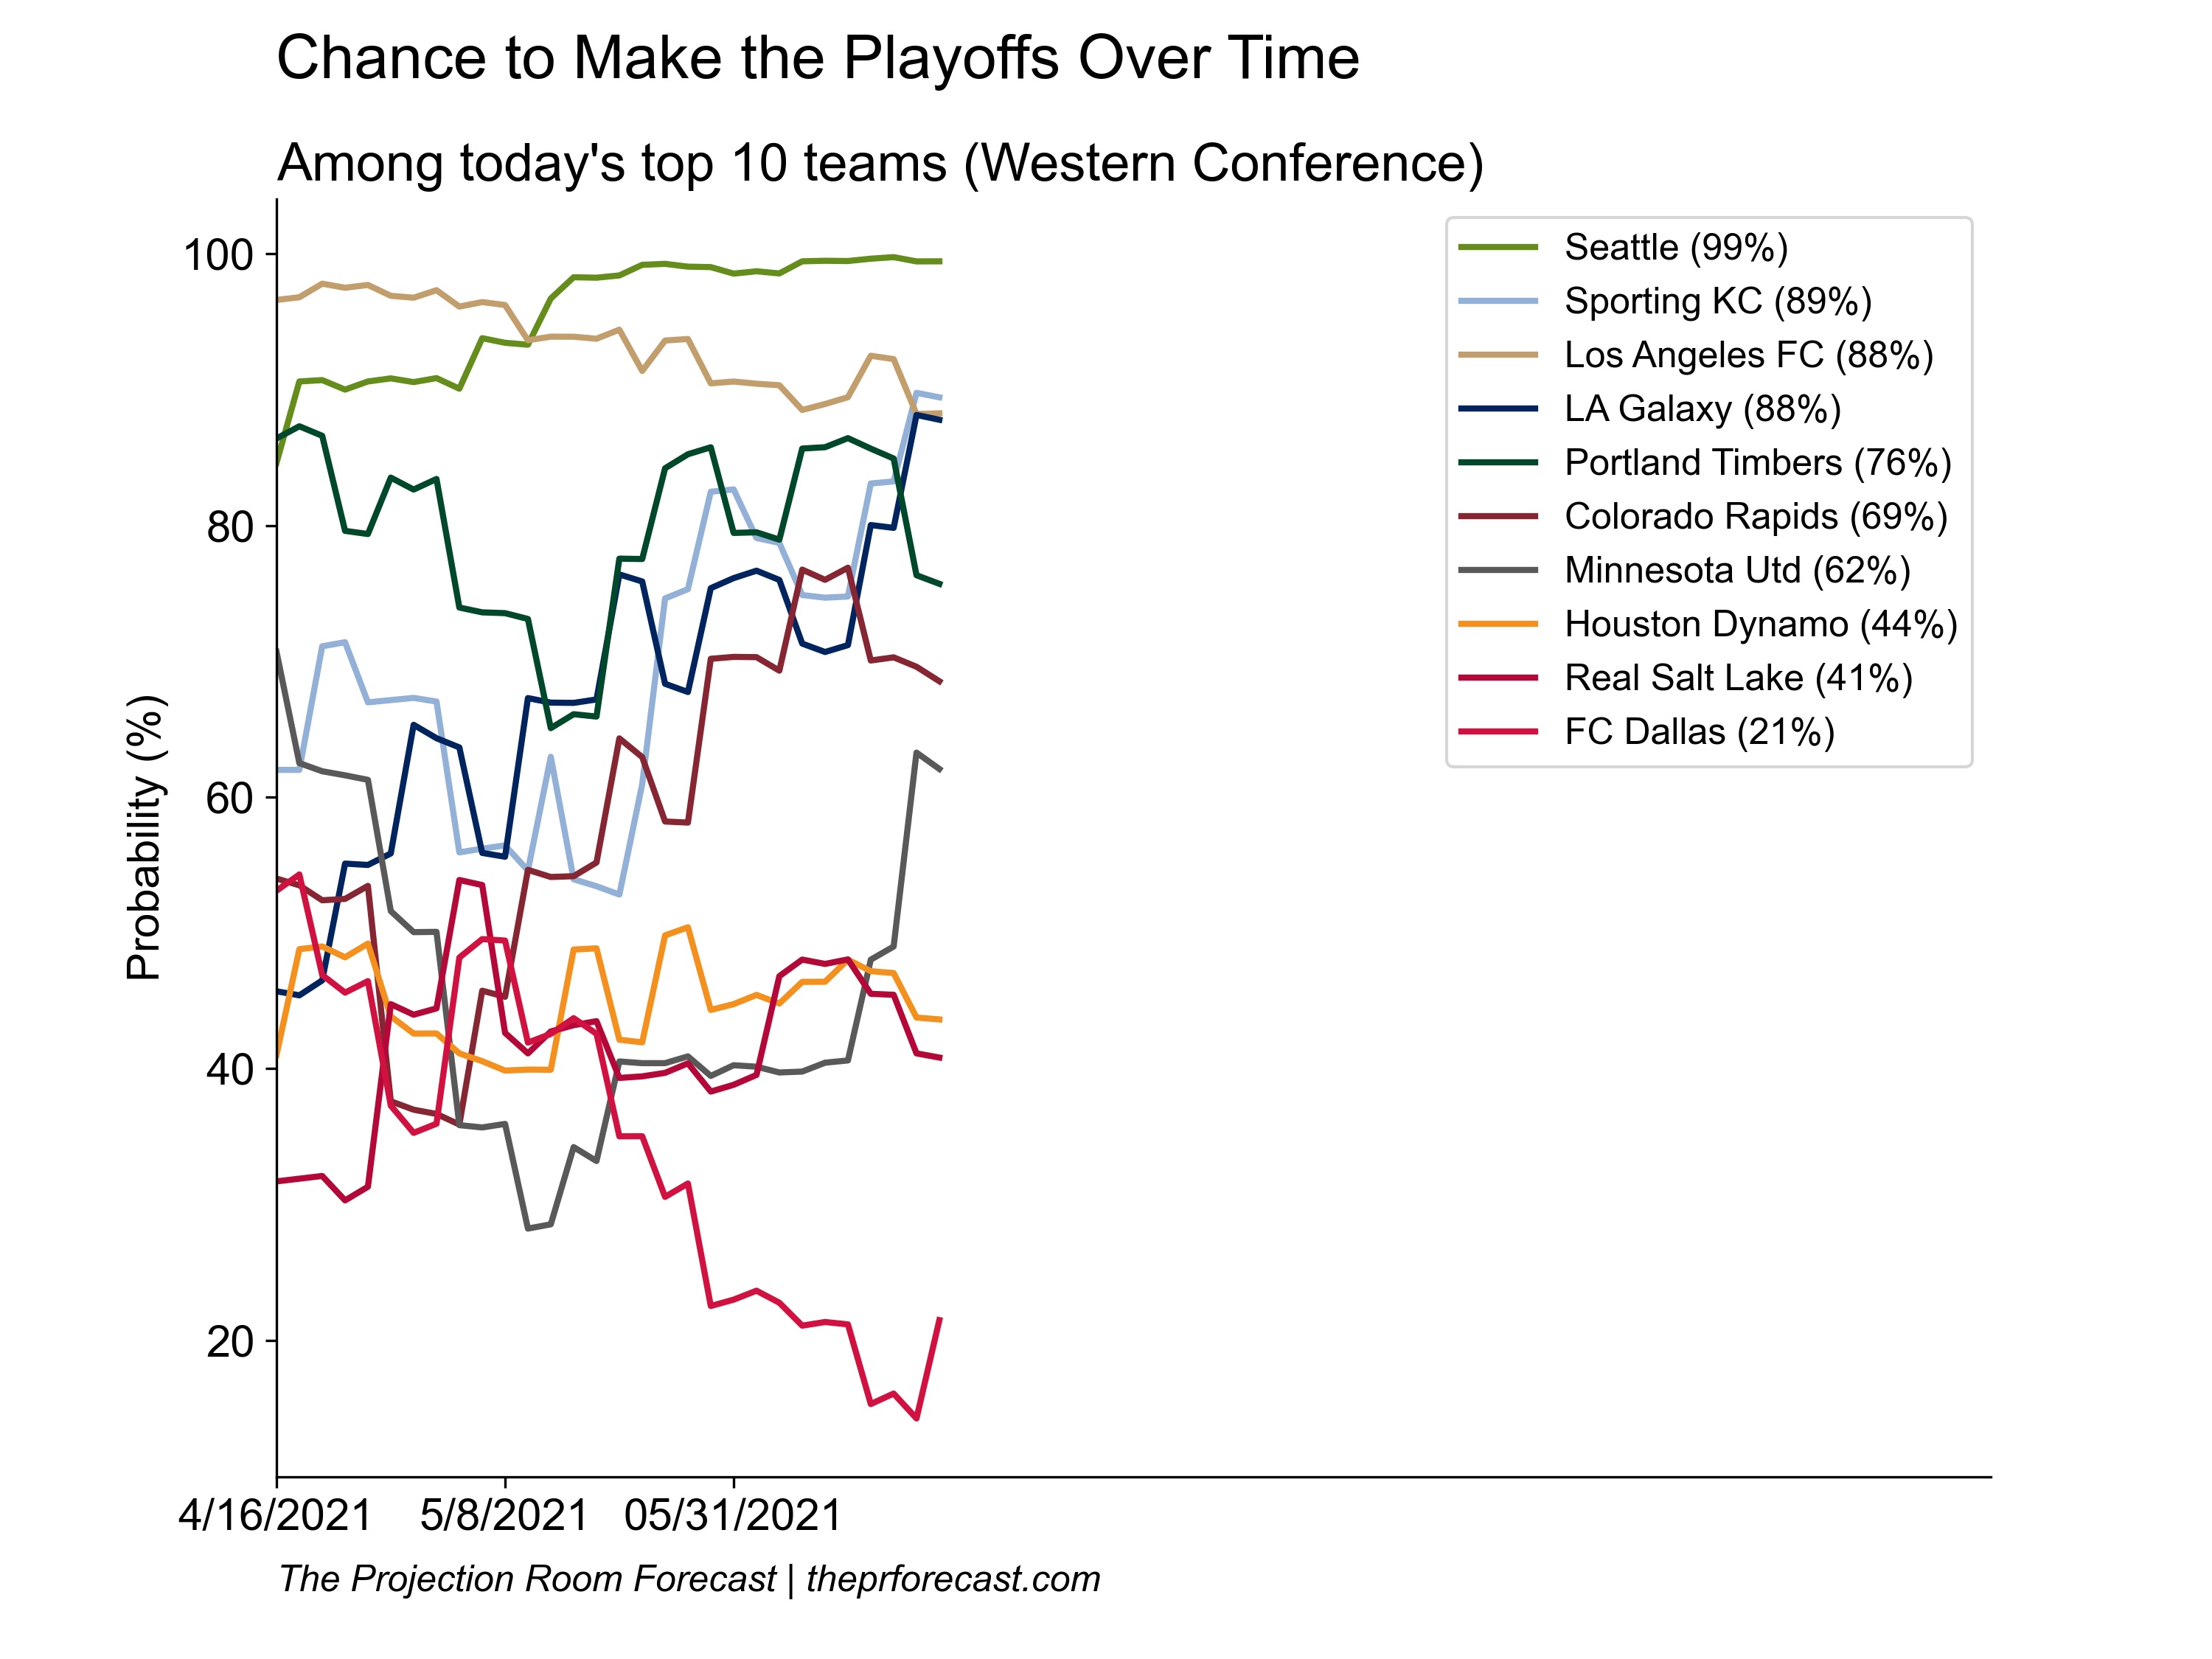 Chance to Make the Playoffs Over Time
Among today's top 10 teams (Western Conference)
Probability (%)
100
80
60
40
20
Seattle (99%)
Sporting KC (89%)
Los Angeles FC (88%)
LA Galaxy (88%)
Portland Timbers (76%)
Colorado Rapids (69%)
Minnesota Utd (62%)
Houston Dynamo (44%)
Real Salt Lake (41%)
FC Dallas (21%)
4/16/2021 5/8/2021 05/31/2021
The Projection Room Forecast | theprforecast.com